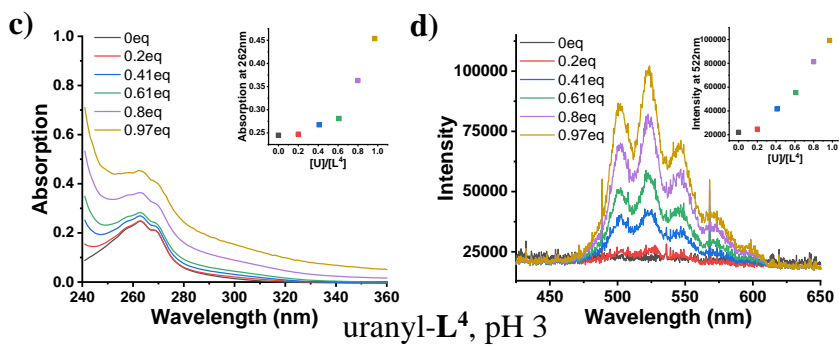 c)
Absorption
1.0
0.8
0.6
0.4
0.2
0.0
240 260 280 300 320 340 360
Wavelength (nm)
0eq
0.2eq
0.41eq
0.61eq
0.8eq
0.97eq
Absorption at 262nm
0.45
0.40
0.35
0.30
0.25
0.0 0.2 0.4 0.6 0.8 1.0
[U]/[L⁴]
d)
Intensity
100000
75000
50000
25000
450 500 550 600 650
Wavelength (nm)
0eq
0.2eq
0.41eq
0.61eq
0.8eq
0.97eq
Intensity at 522nm
100000
80000
60000
40000
20000
0.0 0.2 0.4 0.6 0.8 1.0
[U]/[L⁴]
uranyl-L⁴, pH 3